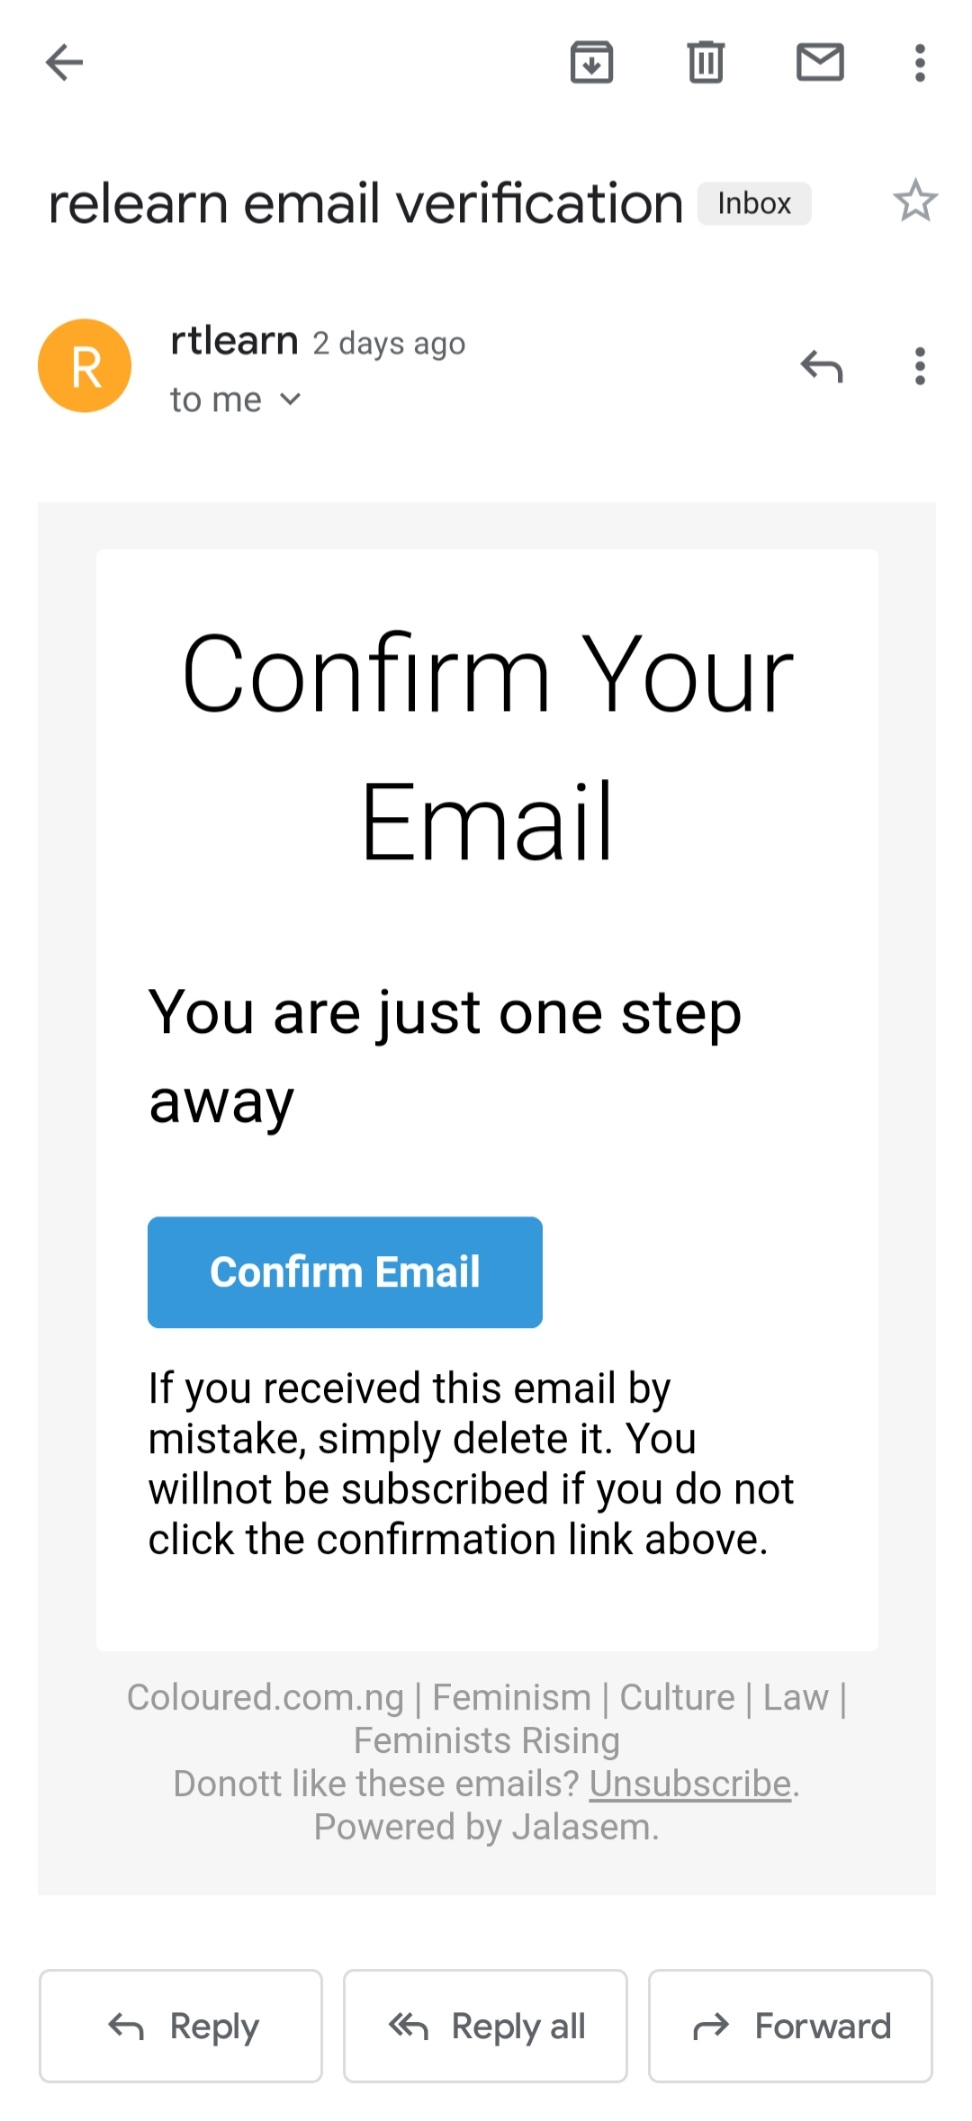 relearn email verification Inbox
R
rtlearn 2 days ago
to me
Confirm Your
Email
You are just one step
away
Confirm Email
If you received this email by
mistake, simply delete it. You
willnot be subscribed if you do not
click the confirmation link above.
Coloured.com.ng | Feminism | Culture | Law |
Feminists Rising
Donott like these emails? Unsubscribe.
Powered by Jalasem.
Reply Reply all Forward